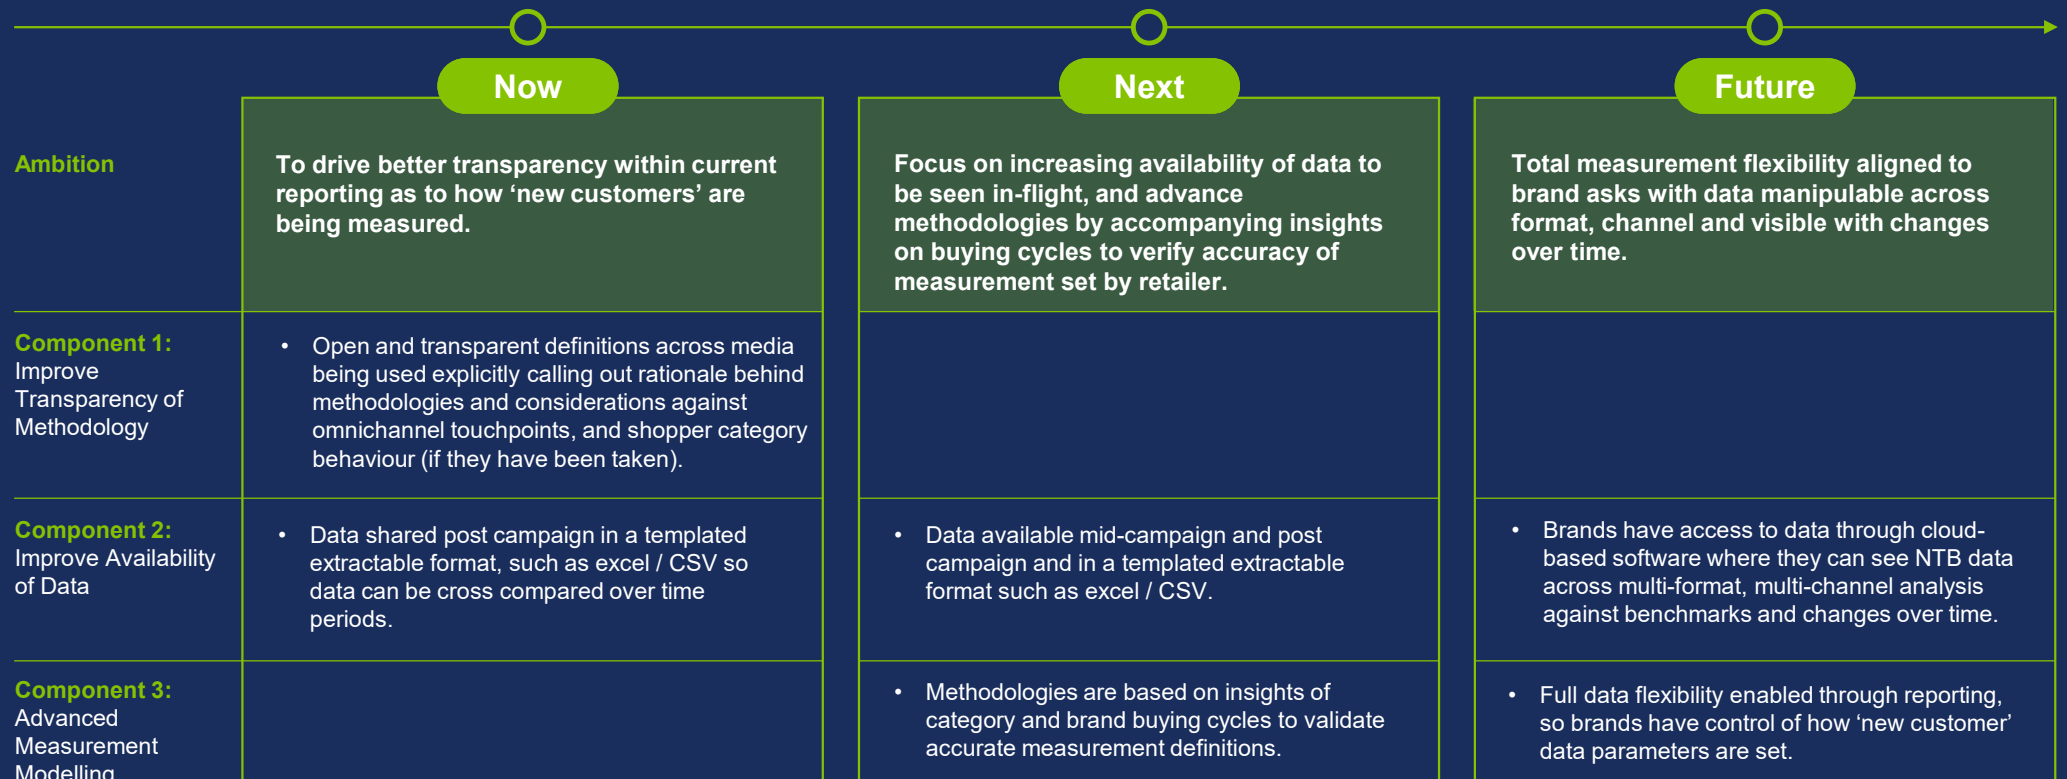 Now
Next
Future
Ambition
To drive better transparency within current
reporting as to how ‘new customers’ are
being measured.
Focus on increasing availability of data to
be seen in-flight, and advance
methodologies by accompanying insights
on buying cycles to verify accuracy of
measurement set by retailer.
Total measurement flexibility aligned to
brand asks with data manipulable across
format, channel and visible with changes
over time.
Component 1:
Improve
Transparency of
Methodology
• Open and transparent definitions across media
being used explicitly calling out rationale behind
methodologies and considerations against
omnichannel touchpoints, and shopper category
behaviour (if they have been taken).
Component 2:
Improve Availability
of Data
• Data shared post campaign in a templated
extractable format, such as excel / CSV so
data can be cross compared over time
periods.
• Data available mid-campaign and post
campaign and in a templated extractable
format such as excel / CSV.
• Brands have access to data through cloud-
based software where they can see NTB data
across multi-format, multi-channel analysis
against benchmarks and changes over time.
Component 3:
Advanced
Measurement
Modelling
• Methodologies are based on insights of
category and brand buying cycles to validate
accurate measurement definitions.
• Full data flexibility enabled through reporting,
so brands have control of how ‘new customer’
data parameters are set.